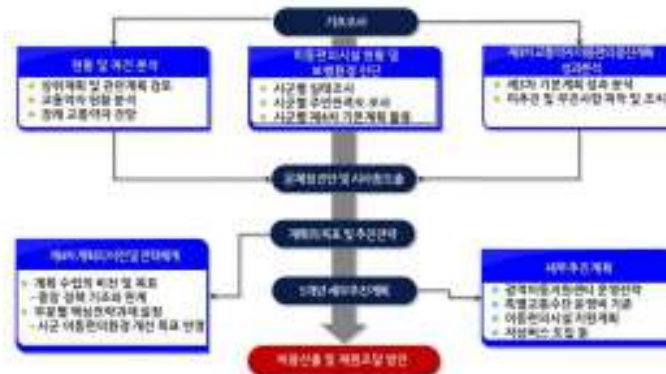 기초조사
현황 및 여건 분석
상위계획 및 관련계획 검토
교통약자 현황 분석
장래 교통약자 전망
이동편의시설 현황 및
보행환경 진단
시군별 실태조사
시군별 주민만족도 조사
시군별 제4차 기본계획 활용
제3차 교통약자 이동편의증진계획
성과분석
제3차 기본계획 성과 분석
미추진 및 부진사항 파악 및 조치
문제점 진단 및 시사점 도출
계획의 목표 및 추진전략
제4차 계획의 비전 및 전략체계
계획 수립의 비전 및 목표
-중앙 정책 기조와 연계
부문별 핵심전략과제 설정
-시군 이동편의환경 개선 목표 반영
5개년 세부추진계획
세부추진계획
광역이동지원센터 운영전략
특별교통수단 운행비 기준
이동편의시설 지원계획
저상버스 도입 등
비용산출 및 재원조달 방안